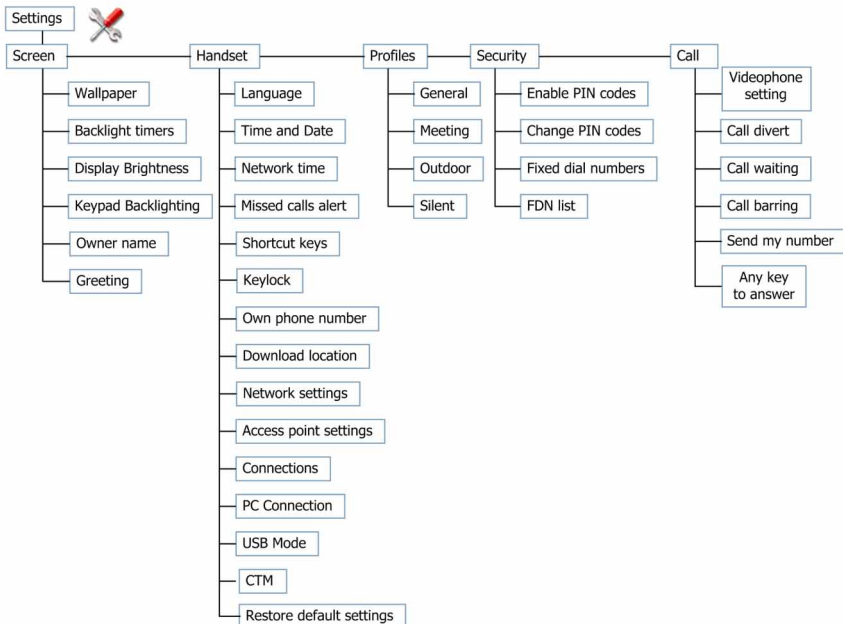 Settings
Screen
Handset
Profiles
Security
Call
Wallpaper
Backlight timers
Display Brightness
Keypad Backlighting
Owner name
Greeting
Language
Time and Date
Network time
Missed calls alert
Shortcut keys
Keylock
Own phone number
Download location
Network settings
Access point settings
Connections
PC Connection
USB Mode
CTM
Restore default settings
General
Meeting
Outdoor
Silent
Enable PIN codes
Change PIN codes
Fixed dial numbers
FDN list
Videophone
setting
Call divert
Call waiting
Call barring
Send my number
Any key
to answer